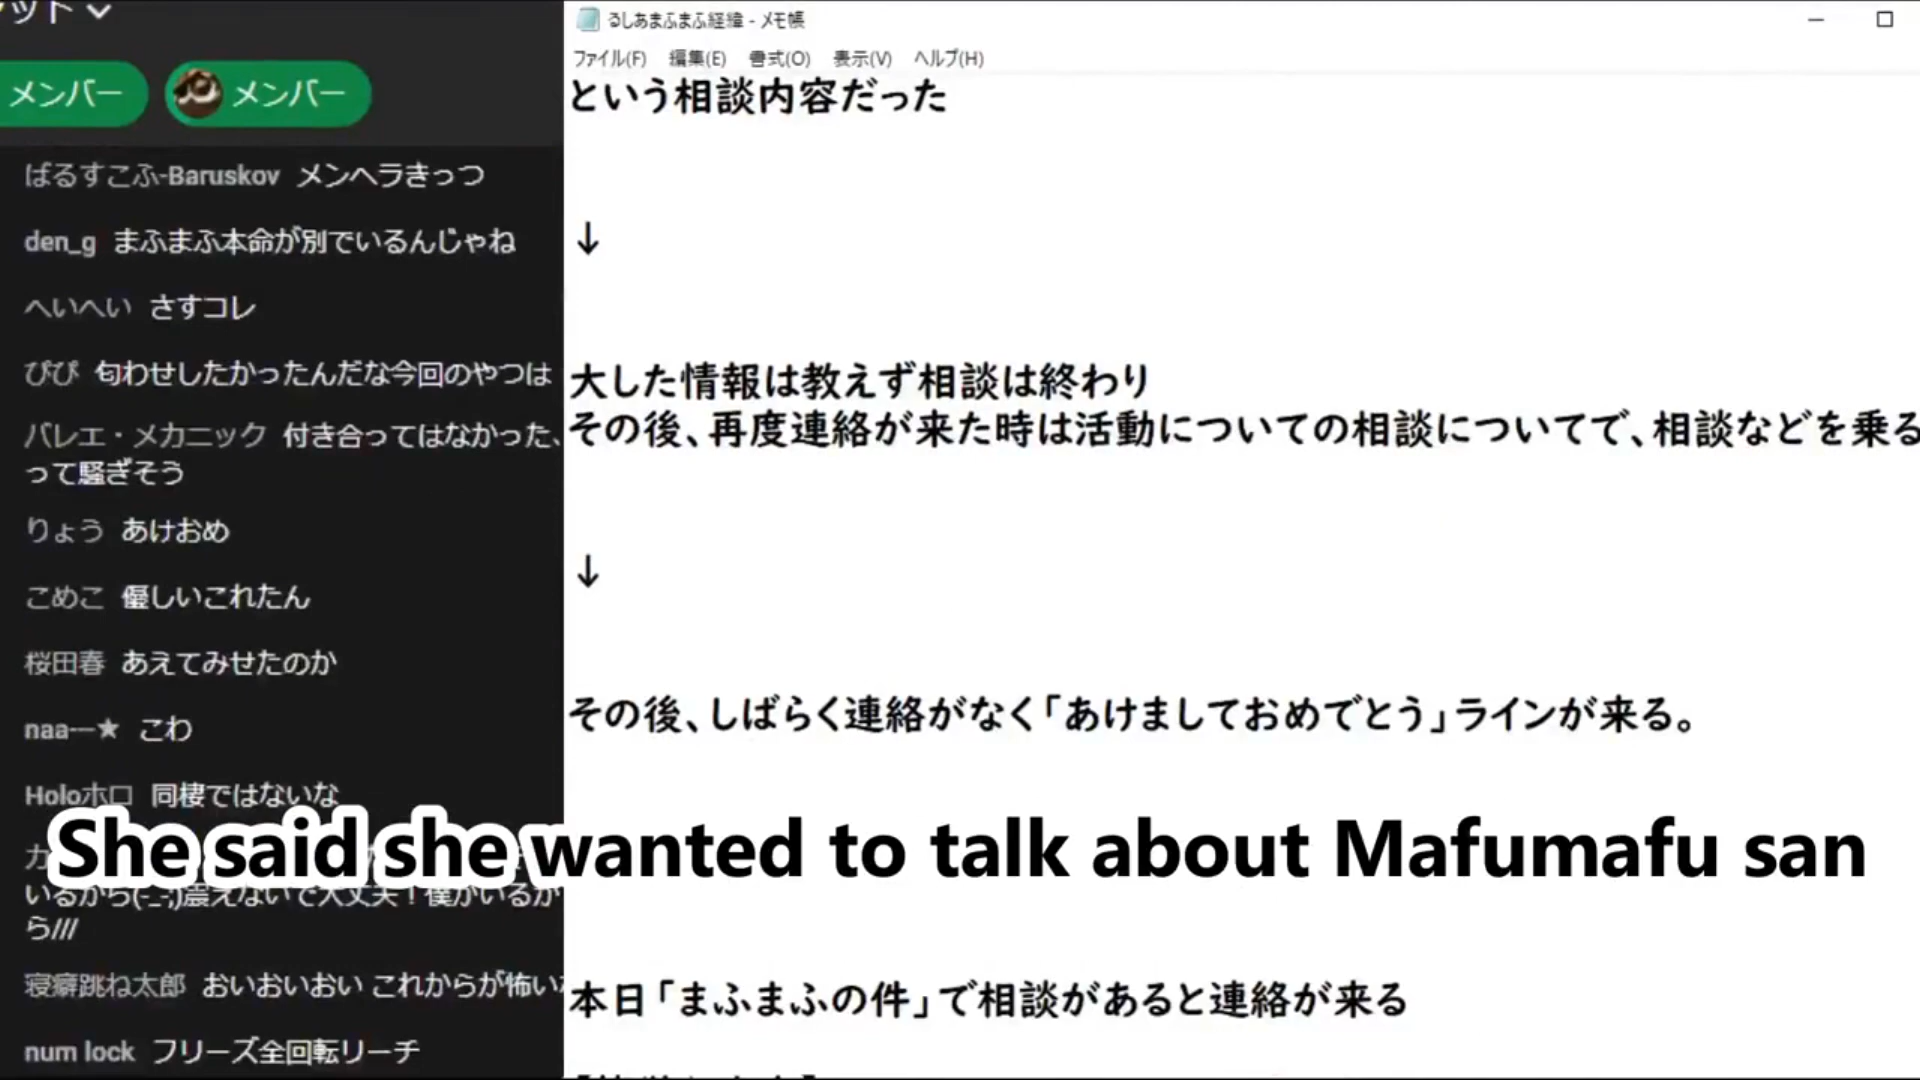 ット
メンバー
メンバー
ばるすこふ-Baruskov メンヘラきっつ
den_g まふまふ本命が別でいるんじゃね
へいへい さすコレ
ぴぴ 匂わせしたかったんだな今回のやつは
バレエ・メカニック 付き合ってはなかった、
って騒ぎそう
りょう あけおめ
こめこ 優しいこれたん
桜田春 あえてみせたのか
naa---★ こわ
Holoホロ 同棲ではないな
いるから(-_-;)震えないで大丈夫！僕がいるか
ら///
寝癖跳ね太郎 おいおいおい これからが怖い
num lock フリーズ全回転リーチ
るしあまふまふ経緯 - メモ帳
ファイル(F) 編集(E) 書式(O) 表示(V) ヘルプ(H)
という相談内容だった
↓
大した情報は教えず相談は終わり
その後、再度連絡が来た時は活動についての相談についてで、相談などを乗る
↓
その後、しばらく連絡がなく「あけましておめでとう」ラインが来る。
She said she wanted to talk about Mafumafu san
本日「まふまふの件」で相談があると連絡が来る